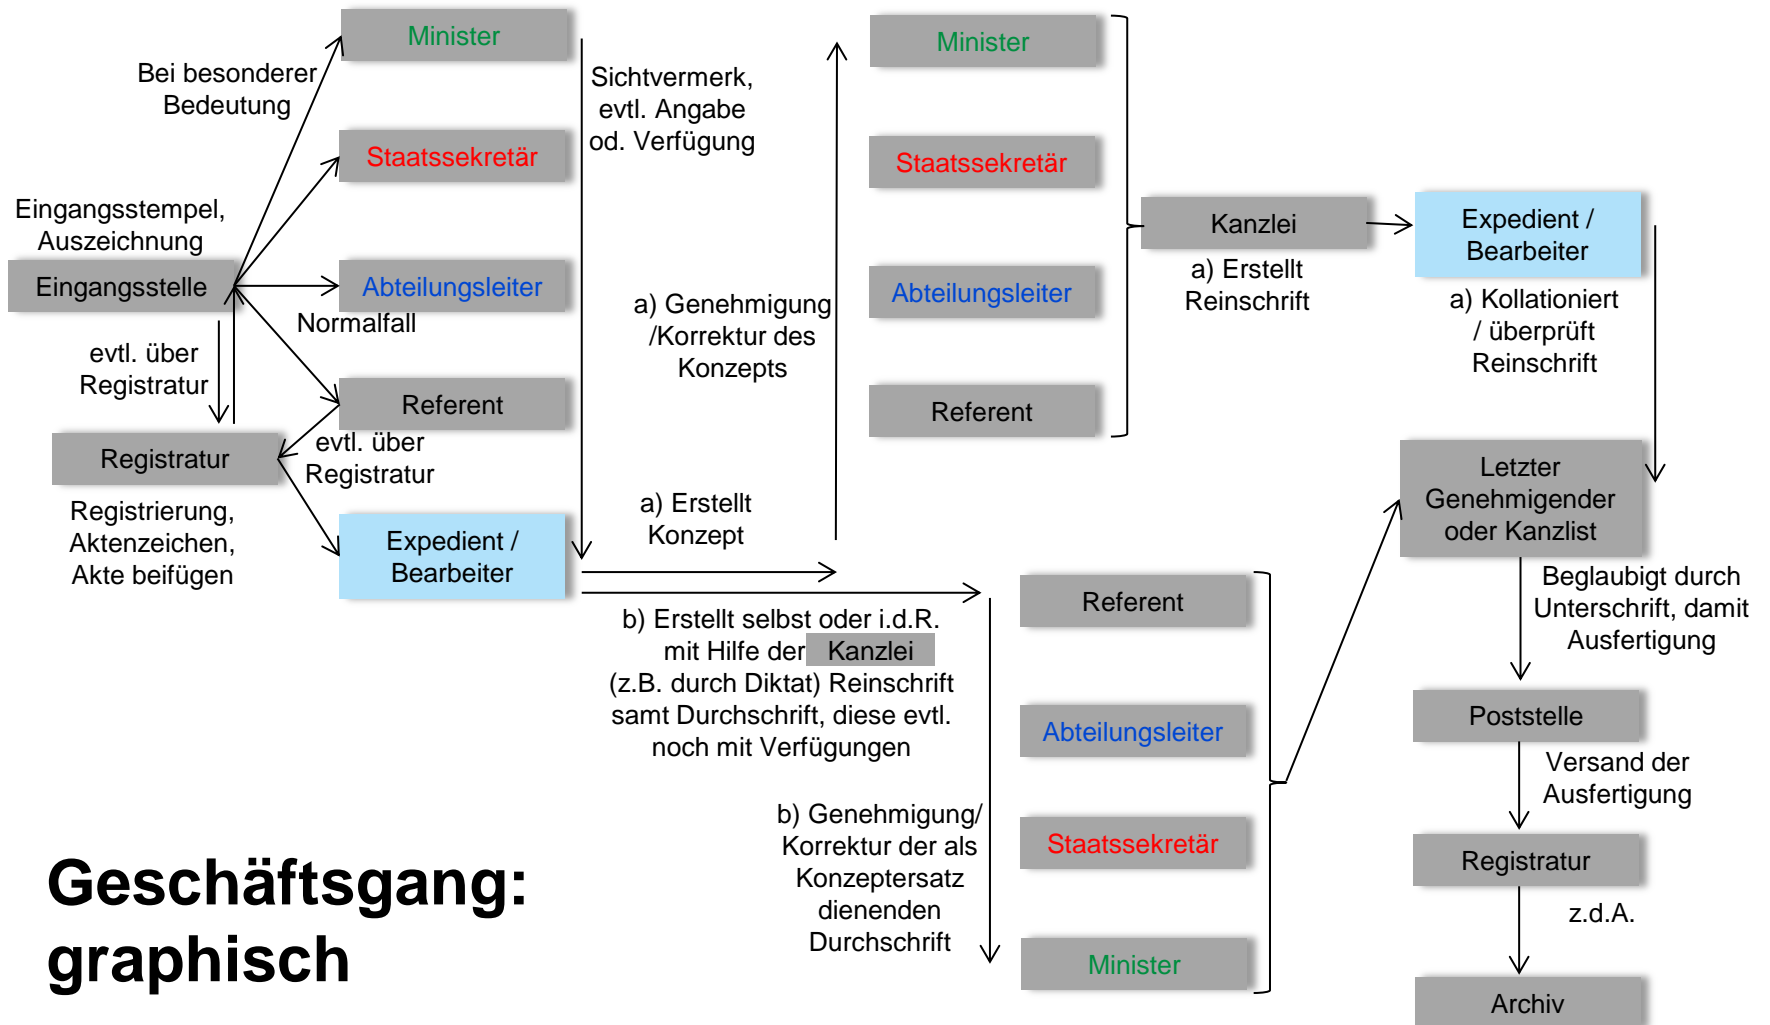 Minister
Bei besonderer
Bedeutung
Staatssekretär
Eingangsstempel,
Auszeichnung
Eingangsstelle
Abteilungsleiter
Normalfall
evtl. über
Registratur
Referent
evtl. über
Registratur
Registratur
Registrierung,
Aktenzeichen,
Akte beifügen
Expedient /
Bearbeiter
Sichtvermerk,
evtl. Angabe
od. Verfügung
a) Erstellt
Konzept
a) Genehmigung
/Korrektur des
Konzepts
Minister
Staatssekretär
Abteilungsleiter
Referent
Kanzlei
a) Erstellt
Reinschrift
Expedient /
Bearbeiter
a) Kollationiert
/ überprüft
Reinschrift
b) Erstellt selbst oder i.d.R.
mit Hilfe der Kanzlei
(z.B. durch Diktat) Reinschrift
samt Durchschrift, diese evtl.
noch mit Verfügungen
b) Genehmigung/
Korrektur der als
Konzeptersatz
dienenden
Durchschrift
Referent
Abteilungsleiter
Staatssekretär
Minister
Letzter
Genehmigender
oder Kanzlist
Beglaubigt durch
Unterschrift, damit
Ausfertigung
Poststelle
Versand der
Ausfertigung
Registratur
z.d.A.
Archiv
Geschäftsgang:
graphisch